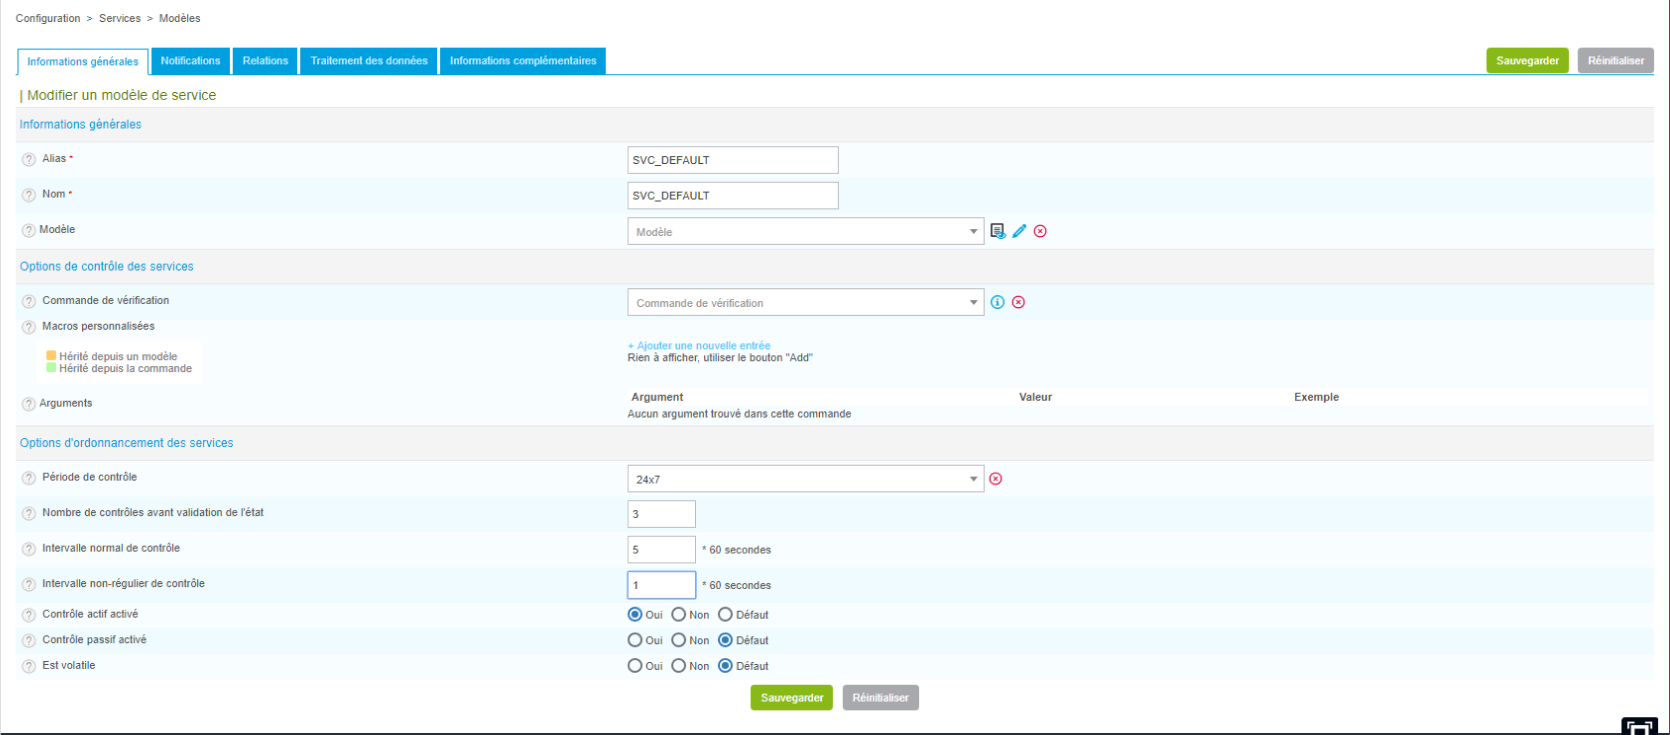 Configuration > Services > Modèles
Informations générales Notifications Relations Traitement des données Informations complémentaires Sauvegarder Réinitialiser
| Modifier un modèle de service
Informations générales
? Alias * SVC_DEFAULT
? Nom * SVC_DEFAULT
? Modèle Modèle
Options de contrôle des services
? Commande de vérification Commande de vérification
? Macros personnalisées
Hérité depuis un modèle
Hérité depuis la commande
+ Ajouter une nouvelle entrée
Rien à afficher, utiliser le bouton "Add"
? Arguments Argument Valeur Exemple
Aucun argument trouvé dans cette commande
Options d'ordonnancement des services
? Période de contrôle 24x7
? Nombre de contrôles avant validation de l'état 3
? Intervalle normal de contrôle 5 * 60 secondes
? Intervalle non-régulier de contrôle 1 * 60 secondes
? Contrôle actif activé Oui Non Défaut
? Contrôle passif activé Oui Non Défaut
? Est volatile Oui Non Défaut
Sauvegarder Réinitialiser